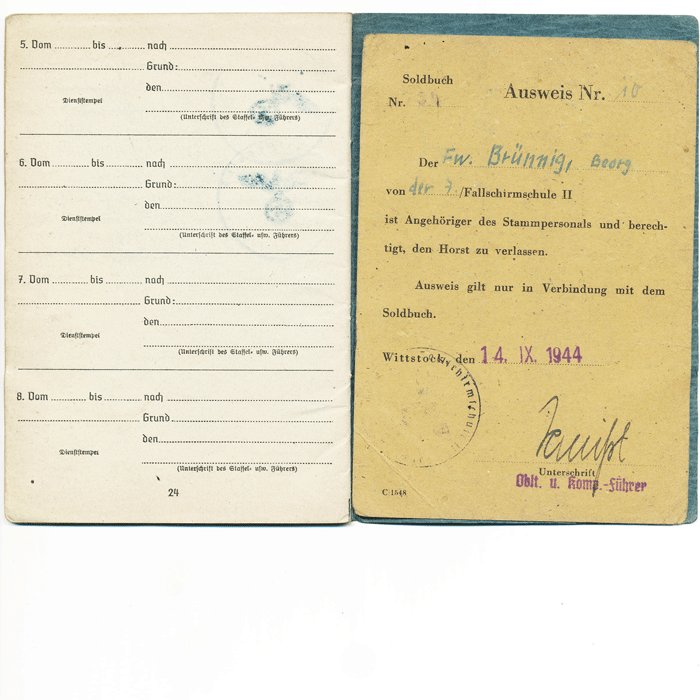 5. Vom bis nach
Grund:
den
Dienststempel
(Unterschrift des Staffel- usw. Führers)
6. Vom bis nach
Grund:
den
Dienststempel
(Unterschrift des Staffel- usw. Führers)
7. Vom bis nach
Grund:
den
Dienststempel
(Unterschrift des Staffel- usw. Führers)
8. Vom bis nach
Grund
den
Dienststempel
(Unterschrift des Staffel- usw. Führers)
24
Soldbuch
Nr.
Ausweis Nr. 10
Der Fw. Brünnig, Georg
von der 7. /Fallschirmschule II
ist Angehöriger des Stammpersonals und berech-
tigt, den Horst zu verlassen.
Ausweis gilt nur in Verbindung mit dem
Soldbuch.
Wittstock, den 14. IX. 1944
Unterschrift
Oblt. u. Komp.-Führer
C/1548